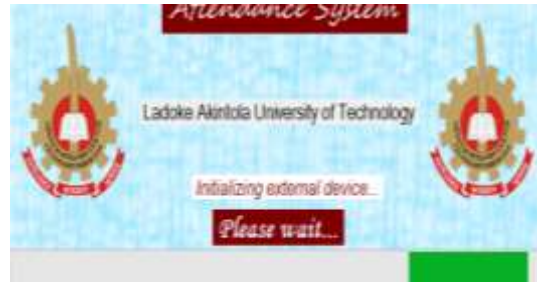 Attendance System
Ladoke Akintola University of Technology
Initializing external device...
Please wait...